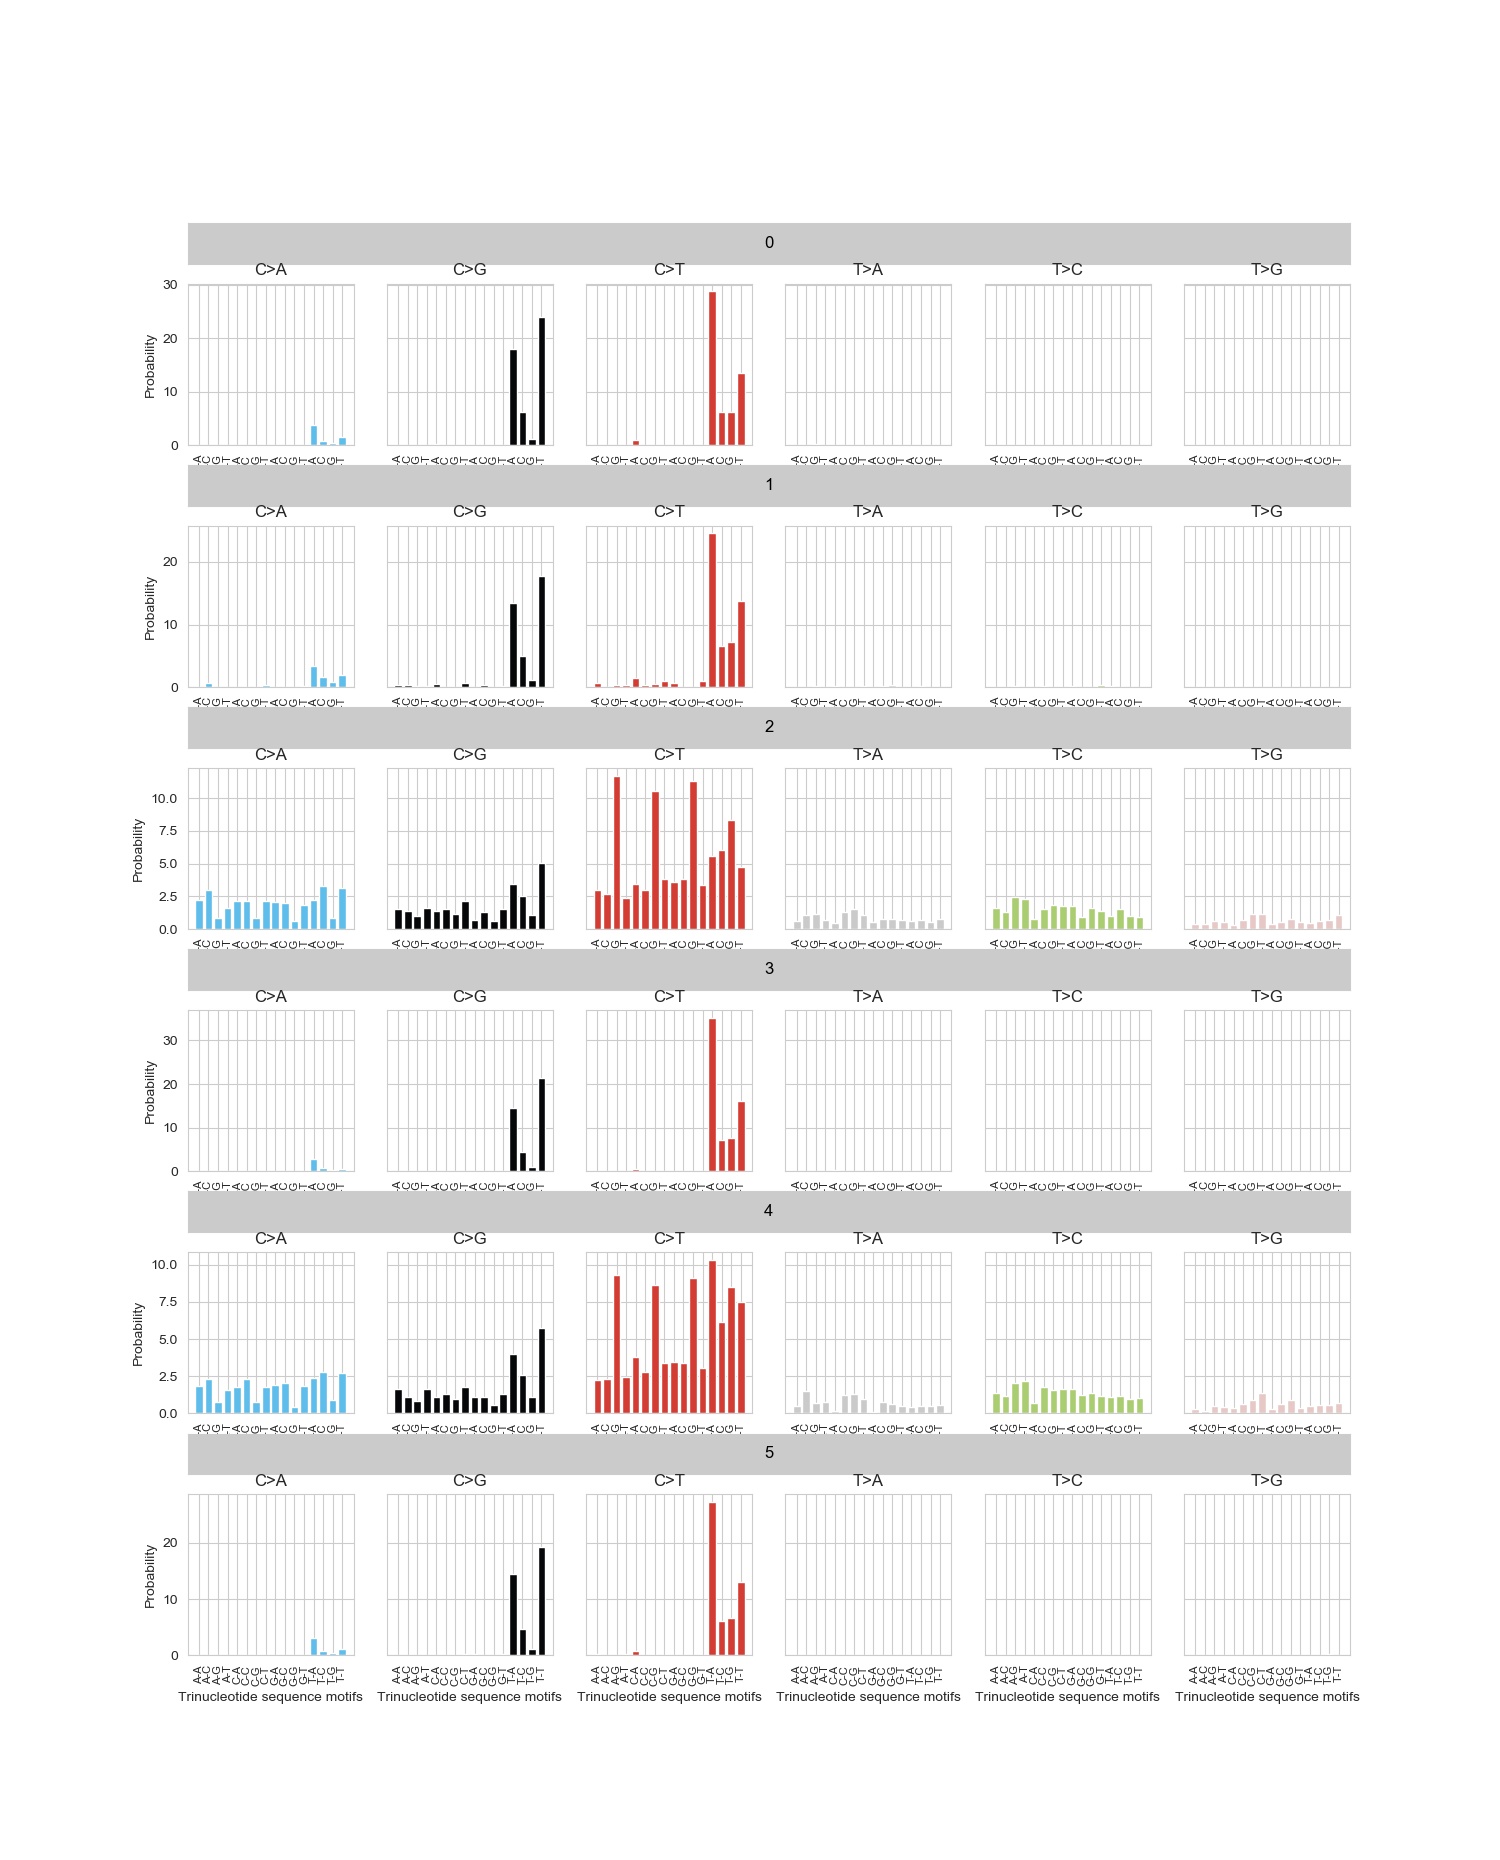 0
C>A C>G C>T T>A T>C T>G
30
20
10
0
Probability
A C G T A C G T A C G T A C G T
1
C>A C>G C>T T>A T>C T>G
20
10
0
Probability
A C G T A C G T A C G T A C G T
2
C>A C>G C>T T>A T>C T>G
10.0
7.5
5.0
2.5
0.0
Probability
A C G T A C G T A C G T A C G T
3
C>A C>G C>T T>A T>C T>G
30
20
10
0
Probability
A C G T A C G T A C G T A C G T
4
C>A C>G C>T T>A T>C T>G
10.0
7.5
5.0
2.5
0.0
Probability
A C G T A C G T A C G T A C G T
5
C>A C>G C>T T>A T>C T>G
20
10
0
Probability
A-A A-C A-G A-T C-A C-C C-G C-T G-A G-C G-G G-T T-A T-C T-G T-T
Trinucleotide sequence motifs Trinucleotide sequence motifs Trinucleotide sequence motifs Trinucleotide sequence motifs Trinucleotide sequence motifs Trinucleotide sequence motifs